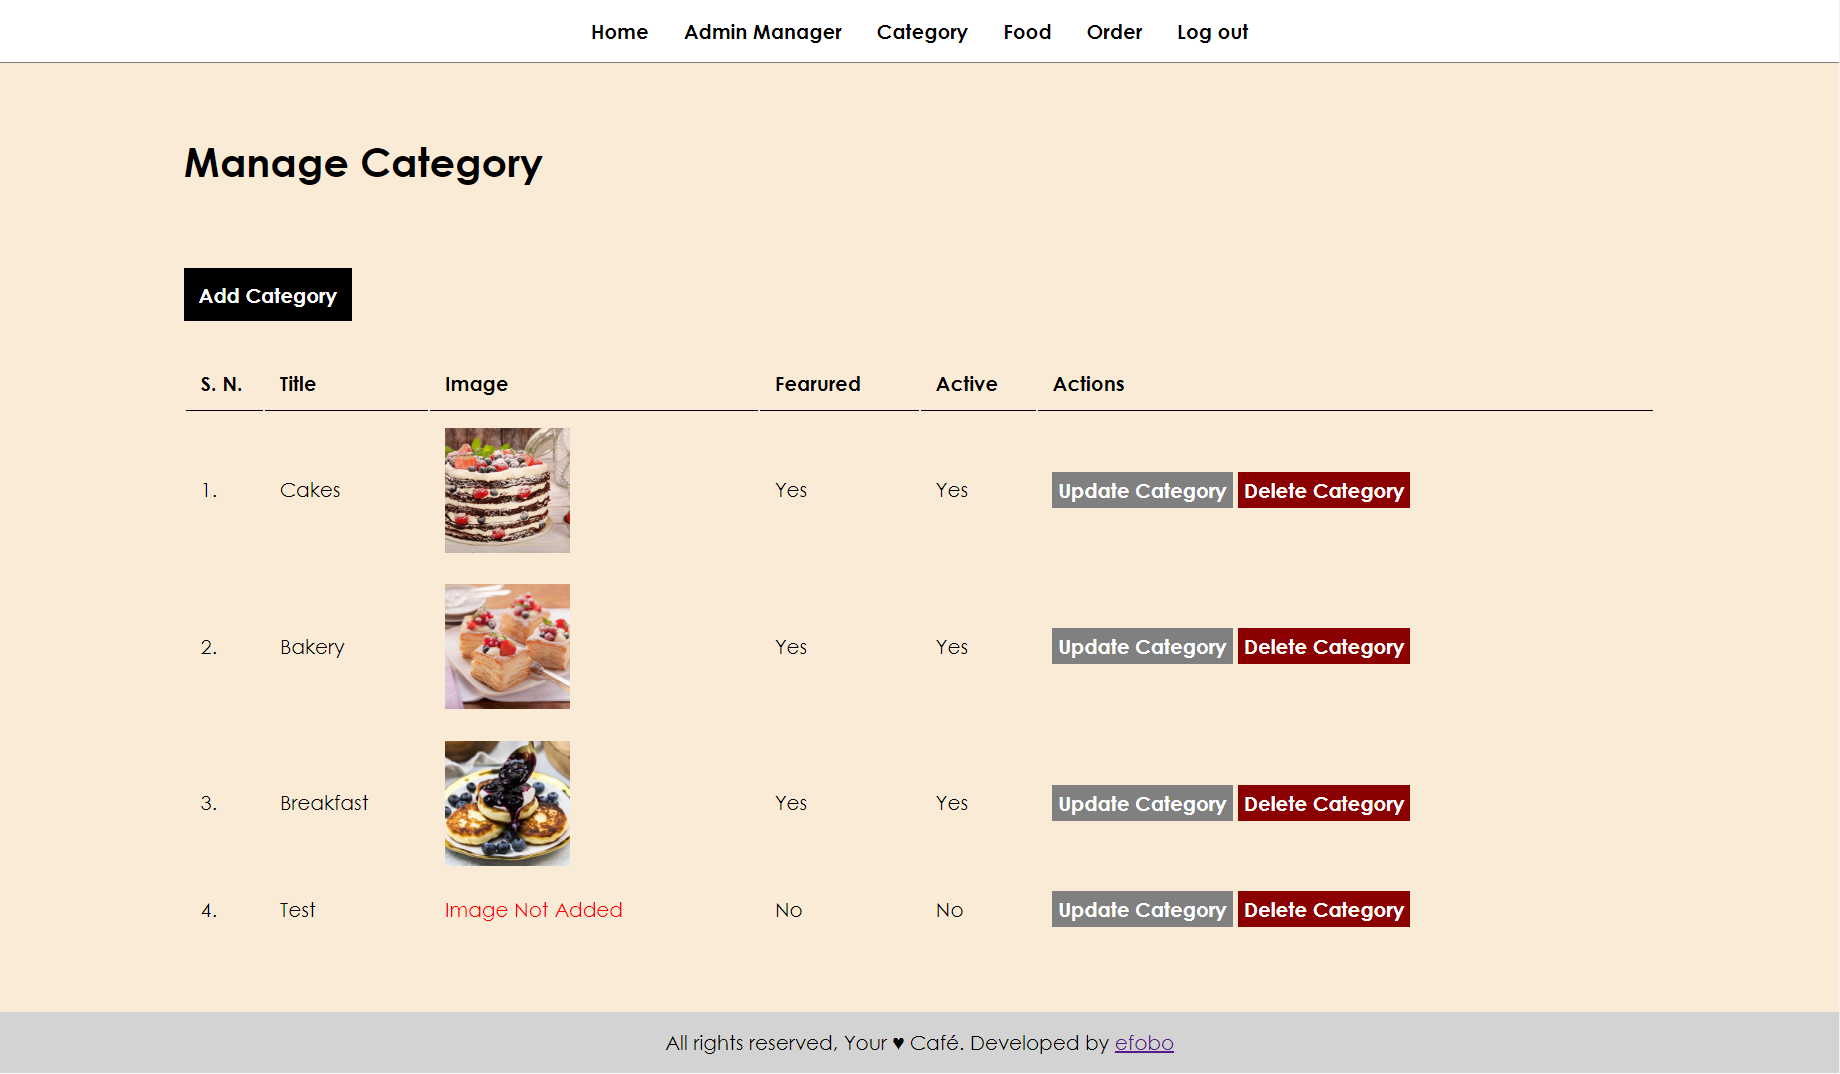 Home Admin Manager Category Food Order Log out
Manage Category
Add Category
S. N. Title Image Fearured Active Actions
1. Cakes Yes Yes Update Category Delete Category
2. Bakery Yes Yes Update Category Delete Category
3. Breakfast Yes Yes Update Category Delete Category
4. Test Image Not Added No No Update Category Delete Category
All rights reserved, Your ♥ Café. Developed by efobo